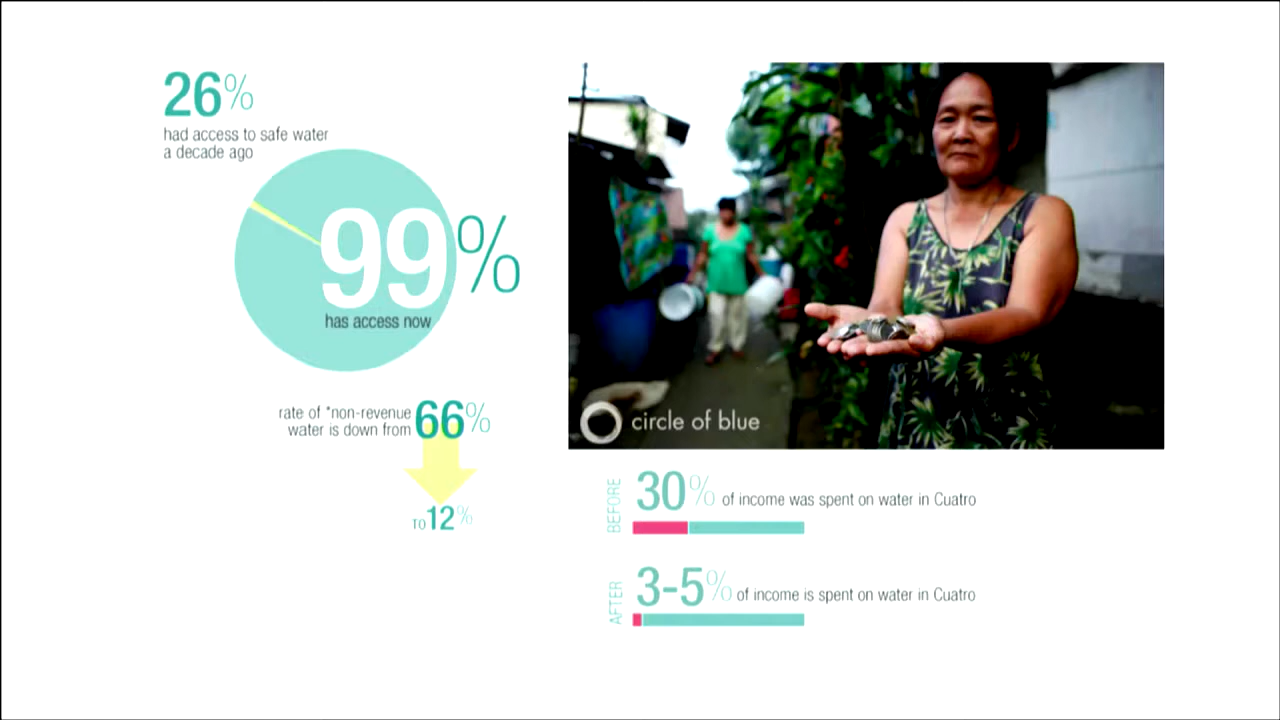 26%
had access to safe water
a decade ago
99%
has access now
rate of *non-revenue
water is down from 66%
TO 12%
circle of blue
BEFORE
30% of income was spent on water in Cuatro
AFTER
3-5% of income is spent on water in Cuatro